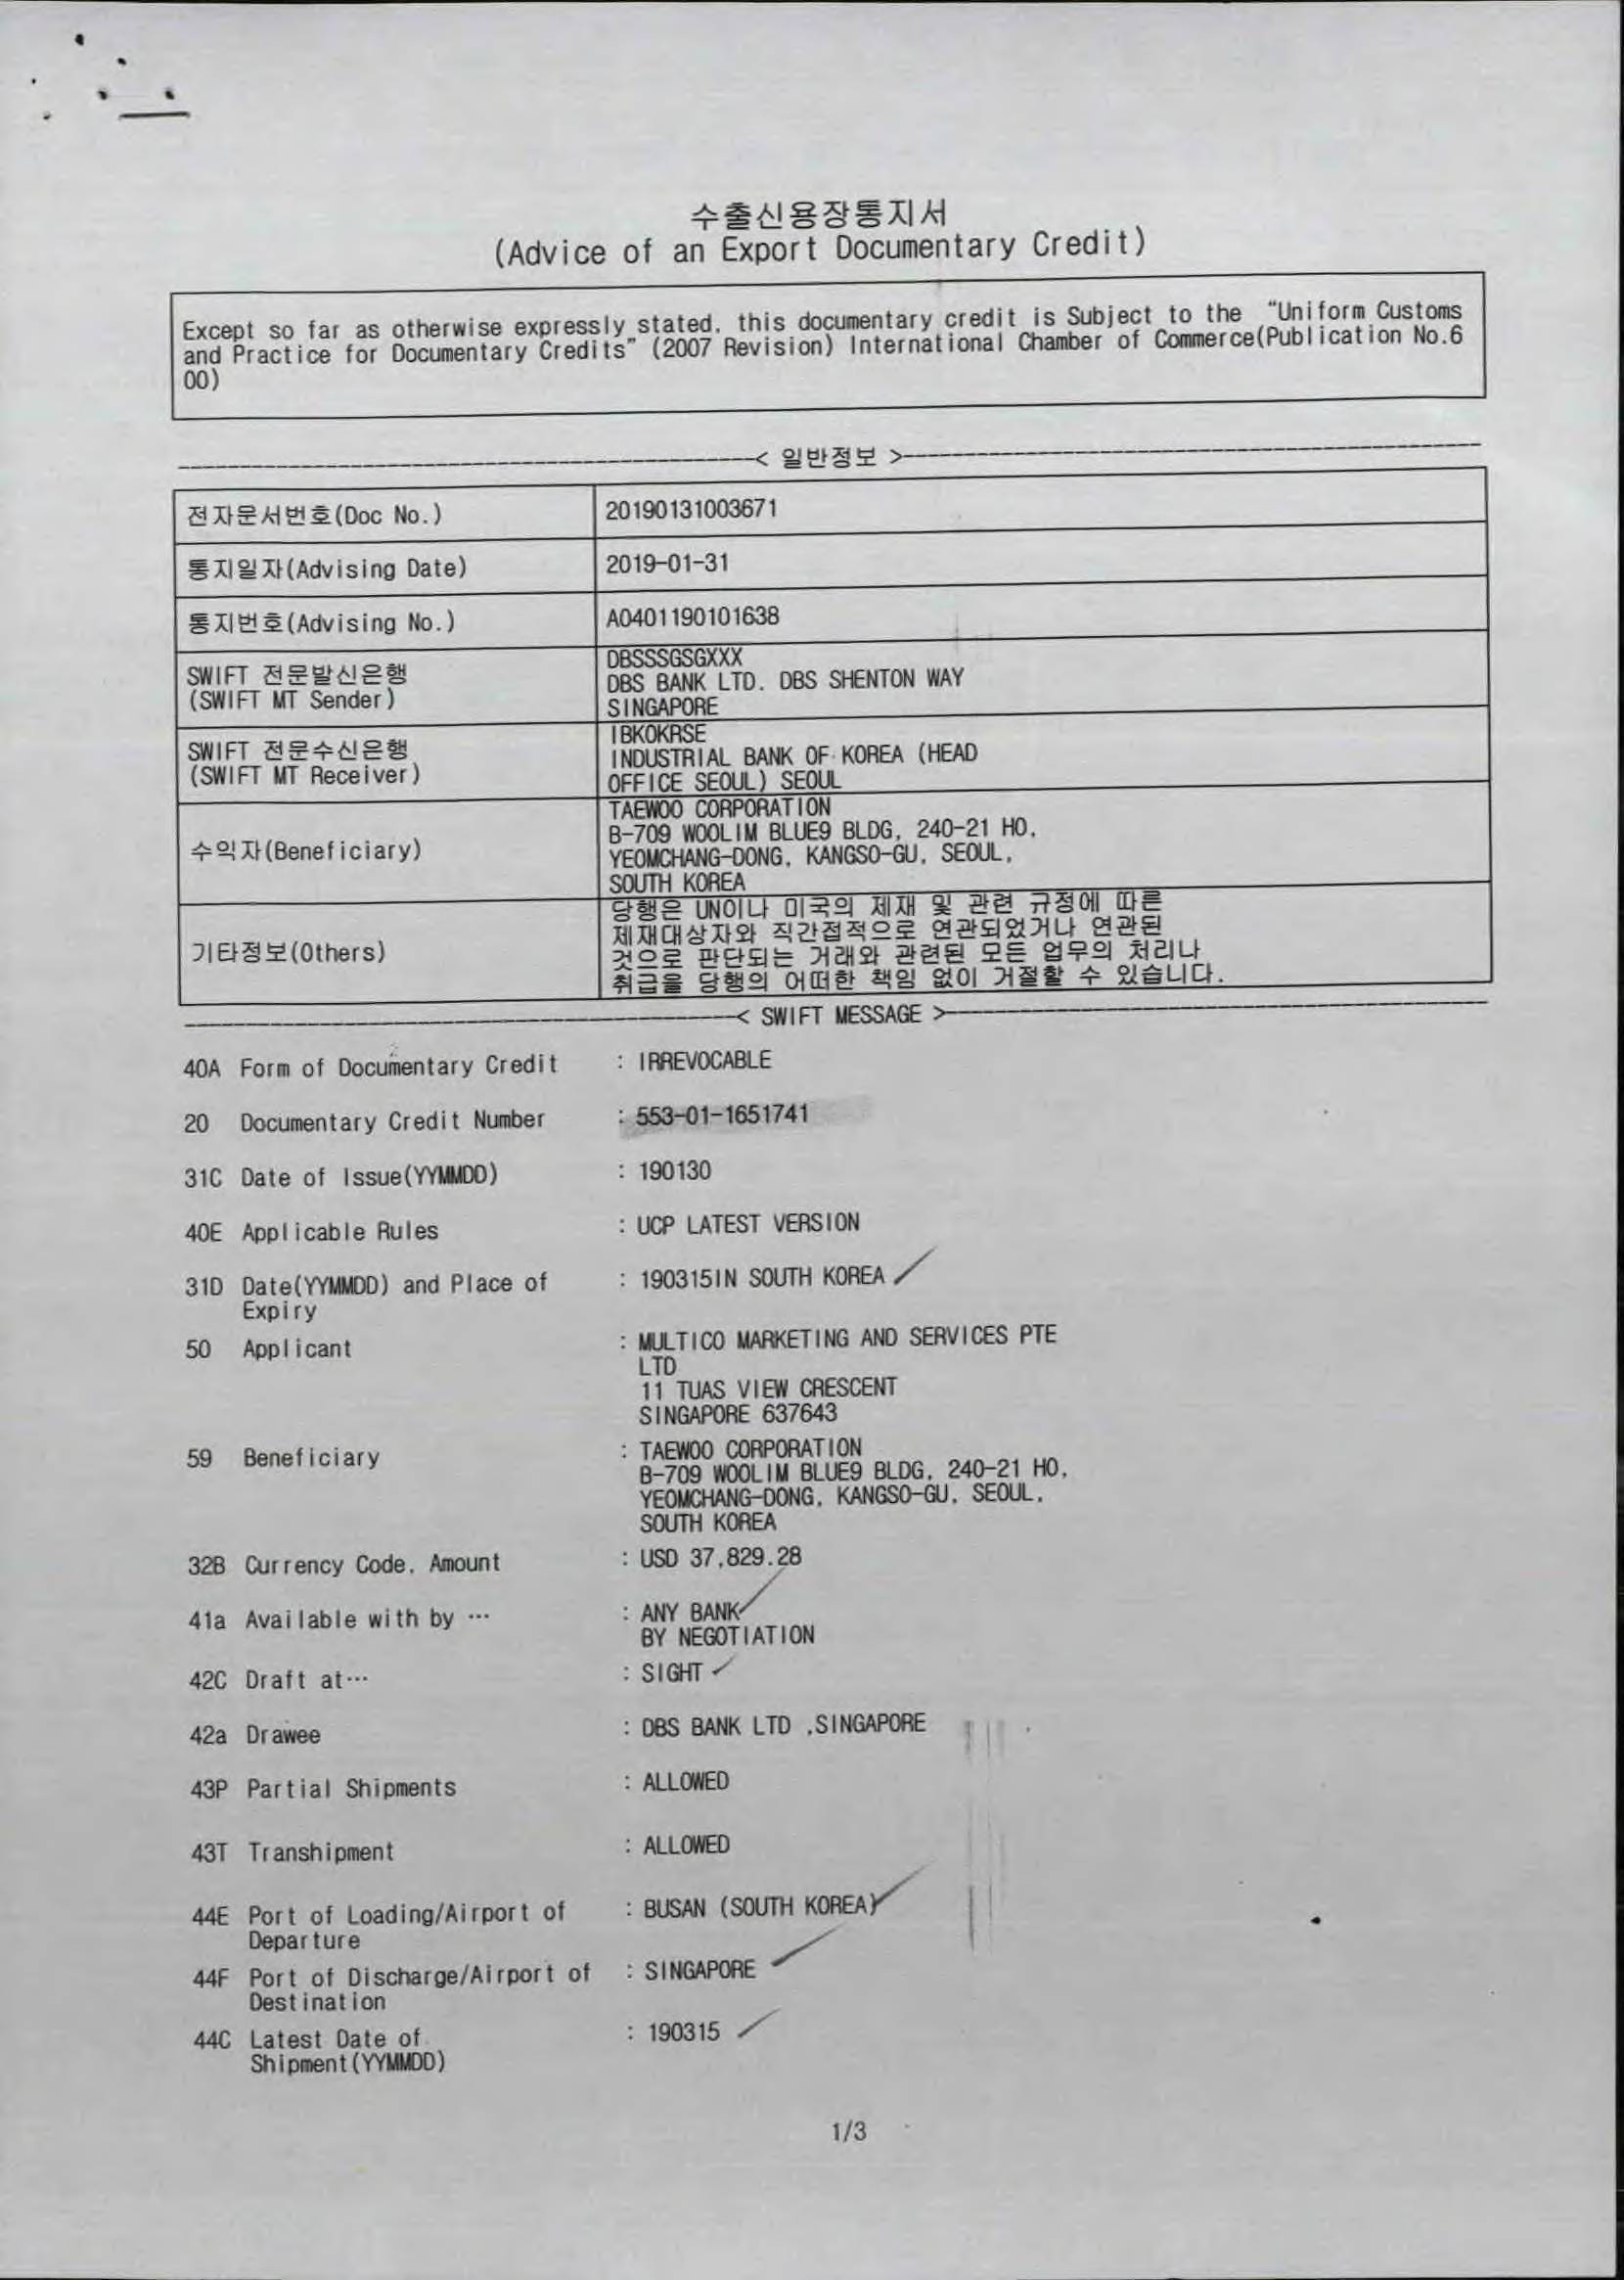 수출신용장통지서
(Advice of an Export Documentary Credit)
Except so far as otherwise expressly stated, this documentary credit is Subject to the "Uniform Customs
and Practice for Documentary Credits" (2007 Revision) International Chamber of Commerce(Publication No.6
00)
< 일반정보 >
전자문서번호(Doc No.) 20190131003671
통지일자(Advising Date) 2019-01-31
통지번호(Advising No.) A0401190101638
SWIFT 전문발신은행
(SWIFT MT Sender)
DBSSSGSGXXX
DBS BANK LTD. DBS SHENTON WAY
SINGAPORE
SWIFT 전문수신은행
(SWIFT MT Receiver)
IBKOKRSE
INDUSTRIAL BANK OF KOREA (HEAD
OFFICE SEOUL) SEOUL
수익자(Beneficiary)
TAEWOO CORPORATION
B-709 WOOLIM BLUE9 BLDG, 240-21 HO,
YEOMCHANG-DONG, KANGSO-GU, SEOUL,
SOUTH KOREA
기타정보(Others)
당행은 UN이나 미국의 제재 및 관련 규정에 따른
제재대상자와 직간접적으로 연관되었거나 연관된
것으로 판단되는 거래와 관련된 모든 업무의 처리나
취급을 당행의 어떠한 책임 없이 거절할 수 있습니다.
< SWIFT MESSAGE >
40A Form of Documentary Credit : IRREVOCABLE
20 Documentary Credit Number : 553-01-1651741
31C Date of Issue(YYMMDD) : 190130
40E Applicable Rules : UCP LATEST VERSION
31D Date(YYMMDD) and Place of : 190315IN SOUTH KOREA
Expiry
50 Applicant : MULTICO MARKETING AND SERVICES PTE
LTD
11 TUAS VIEW CRESCENT
SINGAPORE 637643
59 Beneficiary : TAEWOO CORPORATION
B-709 WOOLIM BLUE9 BLDG, 240-21 HO,
YEOMCHANG-DONG, KANGSO-GU, SEOUL,
SOUTH KOREA
32B Currency Code, Amount : USD 37,829.28
41a Available with by ... : ANY BANK
BY NEGOTIATION
42C Draft at... : SIGHT
42a Drawee : DBS BANK LTD ,SINGAPORE
43P Partial Shipments : ALLOWED
43T Transhipment : ALLOWED
44E Port of Loading/Airport of : BUSAN (SOUTH KOREA)
Departure
44F Port of Discharge/Airport of : SINGAPORE
Destination
44C Latest Date of : 190315
Shipment(YYMMDD)
1/3